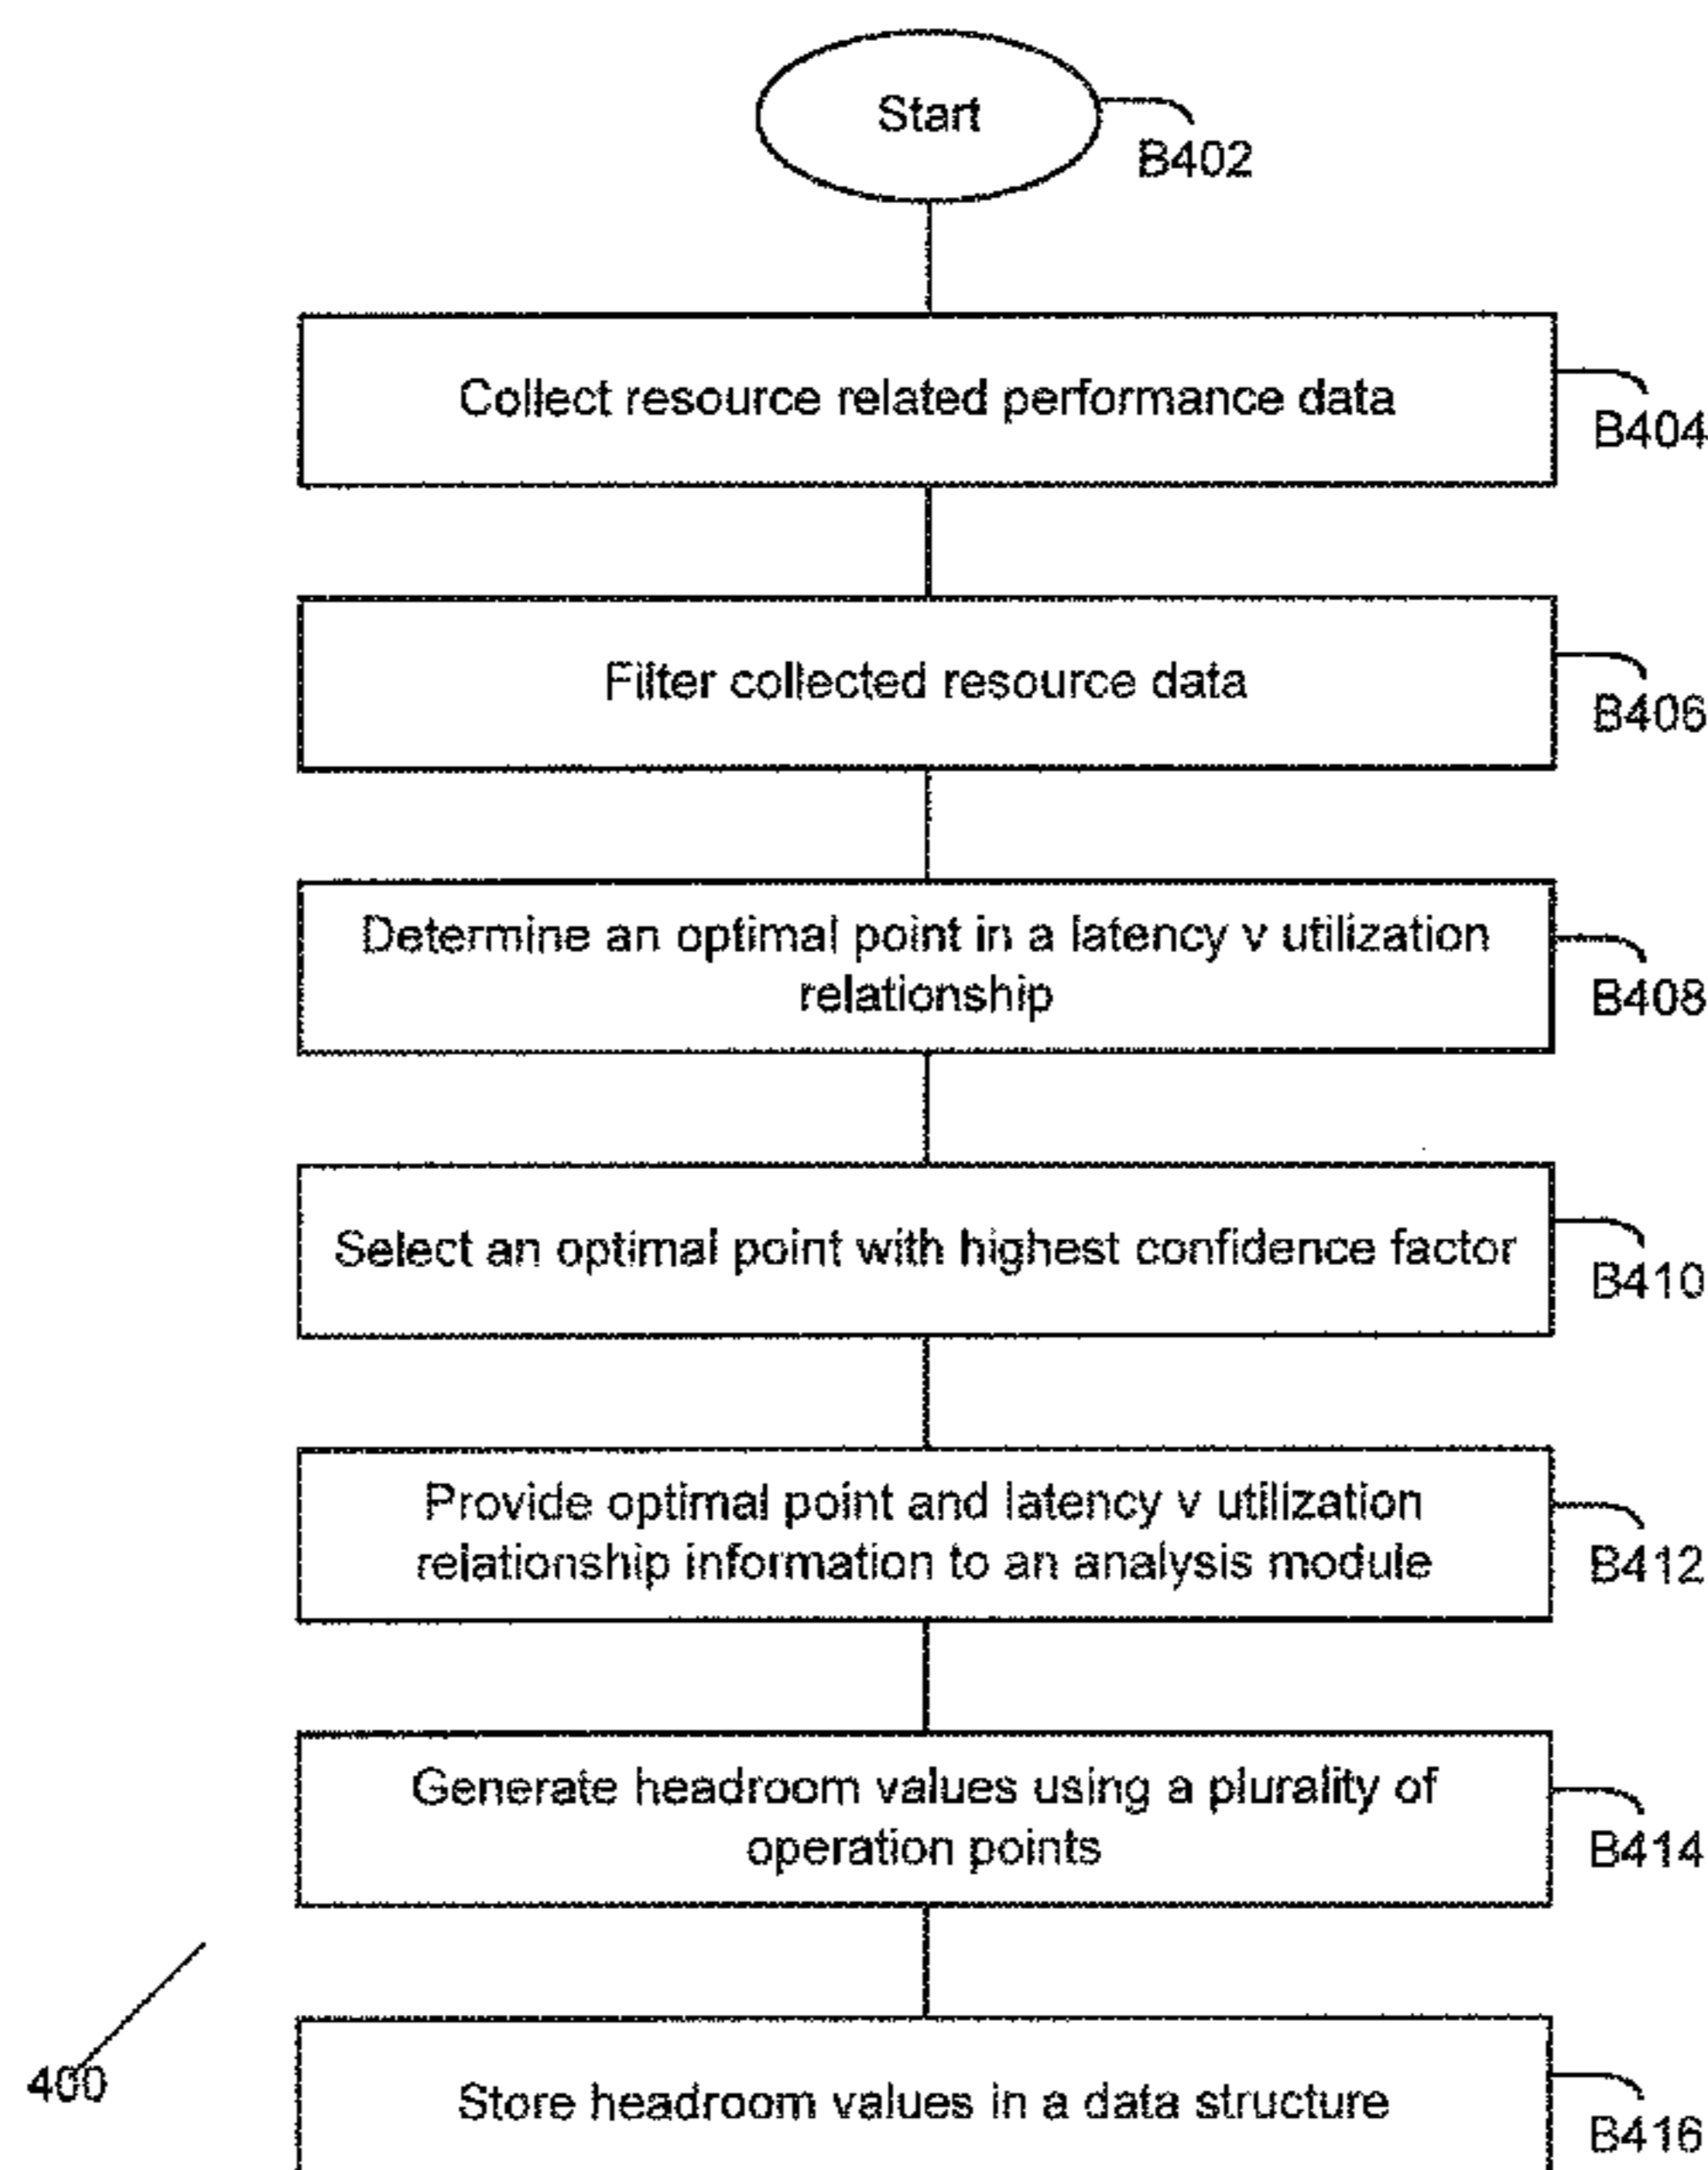 Start
B402
Collect resource related performance data
B404
Filter collected resource data
B406
Determine an optimal point in a latency v utilization
relationship
B408
Select an optimal point with highest confidence factor
B410
Provide optimal point and latency v utilization
relationship information to an analysis module
B412
Generate headroom values using a plurality of
operation points
B414
400
Store headroom values in a data structure
B416